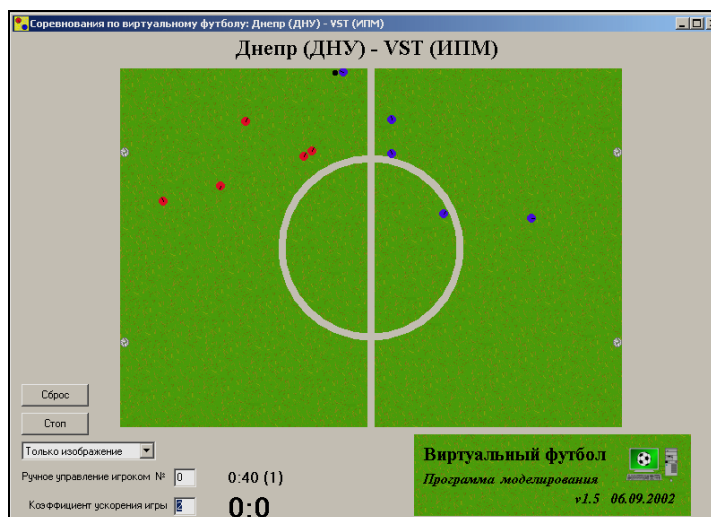 Соревнования по виртуальному футболу: Днепр (ДНУ) - VST (ИПМ)
Днепр (ДНУ) - VST (ИПМ)
Сброс
Стоп
Только изображение
Ручное управление игроком № 0
0:40 (1)
Коэффициент ускорения игры 2
0:0
Виртуальный футбол
Программа моделирования
v1.5 06.09.2002